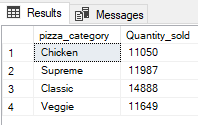 Results Messages
pizza_category Quantity_sold
1 Chicken 11050
2 Supreme 11987
3 Classic 14888
4 Veggie 11649